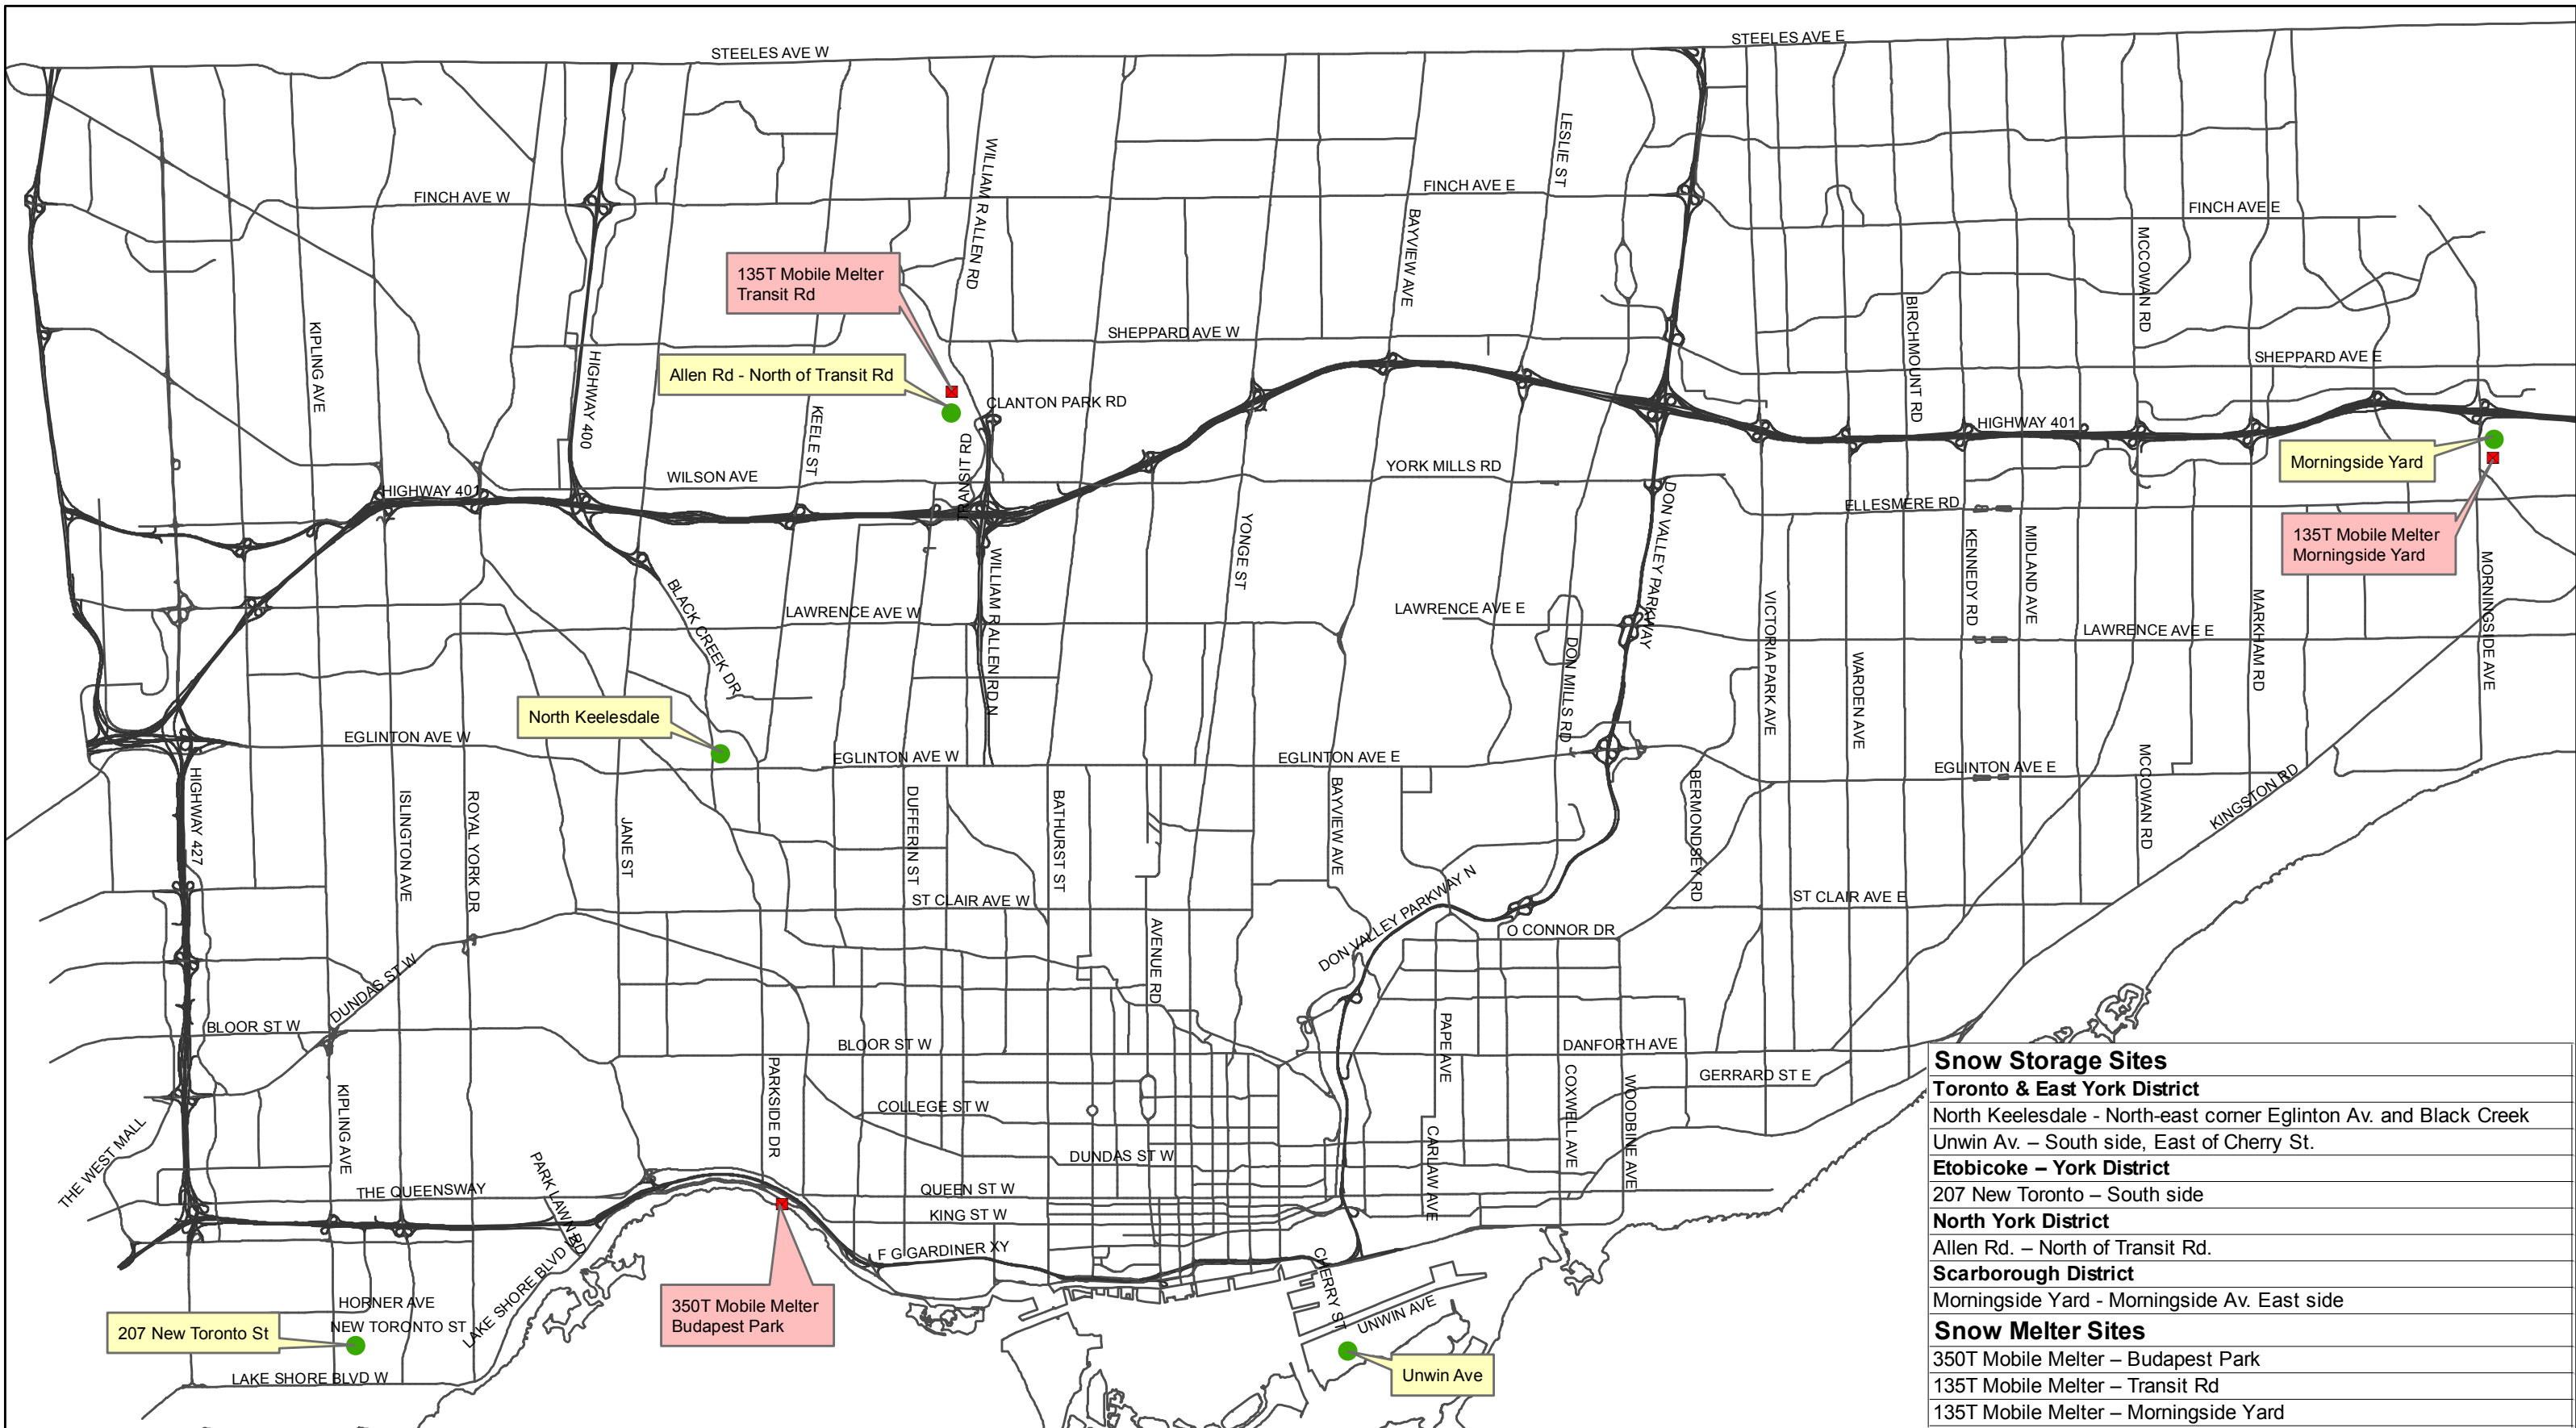 STEELES AVE W
STEELES AVE E
LESLIE ST
WILLIAM R ALLEN RD
FINCH AVE W
FINCH AVE E
FINCH AVE E
BAYVIEW AVE
MCCOWAN RD
135T Mobile Melter
Transit Rd
KIPLING AVE
HIGHWAY 400
SHEPPARD AVE W
BIRCHMOUNT RD
SHEPPARD AVE E
Allen Rd - North of Transit Rd
CLANTON PARK RD
KEELE ST
TRANSIT RD
HIGHWAY 401
Morningside Yard
WILSON AVE
YORK MILLS RD
HIGHWAY 401
DON VALLEY PARKWAY
ELLESMERE RD
YONGE ST
KENNEDY RD
MIDLAND AVE
135T Mobile Melter
Morningside Yard
MORNINGSIDE AVE
BLACK CREEK DR
WILLIAM R ALLEN RD N
LAWRENCE AVE W
LAWRENCE AVE E
LAWRENCE AVE E
VICTORIA PARK AVE
MARKHAM RD
DON MILLS RD
WARDEN AVE
North Keelesdale
EGLINTON AVE W
EGLINTON AVE W
EGLINTON AVE E
EGLINTON AVE E
HIGHWAY 427
ISLINGTON AVE
ROYAL YORK DR
JANE ST
DUFFERIN ST
BATHURST ST
BAYVIEW AVE
BERMONDSEY RD
MCCOWAN RD
KINGSTON RD
ST CLAIR AVE W
ST CLAIR AVE E
DON VALLEY PARKWAY N
AVENUE RD
O CONNOR DR
DUNDAS ST W
BLOOR ST W
BLOOR ST W
PAPE AVE
DANFORTH AVE
GERRARD ST E
KIPLING AVE
PARKSIDE DR
COLLEGE ST W
COXWELL AVE
WOODBINE AVE
THE WEST MALL
DUNDAS ST W
CARLAW AVE
PARK LAWN RD
THE QUEENSWAY
QUEEN ST W
KING ST W
F G GARDINER XY
CHERRY ST
LAKE SHORE BLVD W
UNWIN AVE
350T Mobile Melter
Budapest Park
HORNER AVE
NEW TORONTO ST
207 New Toronto St
Unwin Ave
LAKE SHORE BLVD W
Snow Storage Sites
Toronto & East York District
North Keelesdale - North-east corner Eglinton Av. and Black Creek
Unwin Av. – South side, East of Cherry St.
Etobicoke – York District
207 New Toronto – South side
North York District
Allen Rd. – North of Transit Rd.
Scarborough District
Morningside Yard - Morningside Av. East side
Snow Melter Sites
350T Mobile Melter – Budapest Park
135T Mobile Melter – Transit Rd
135T Mobile Melter – Morningside Yard